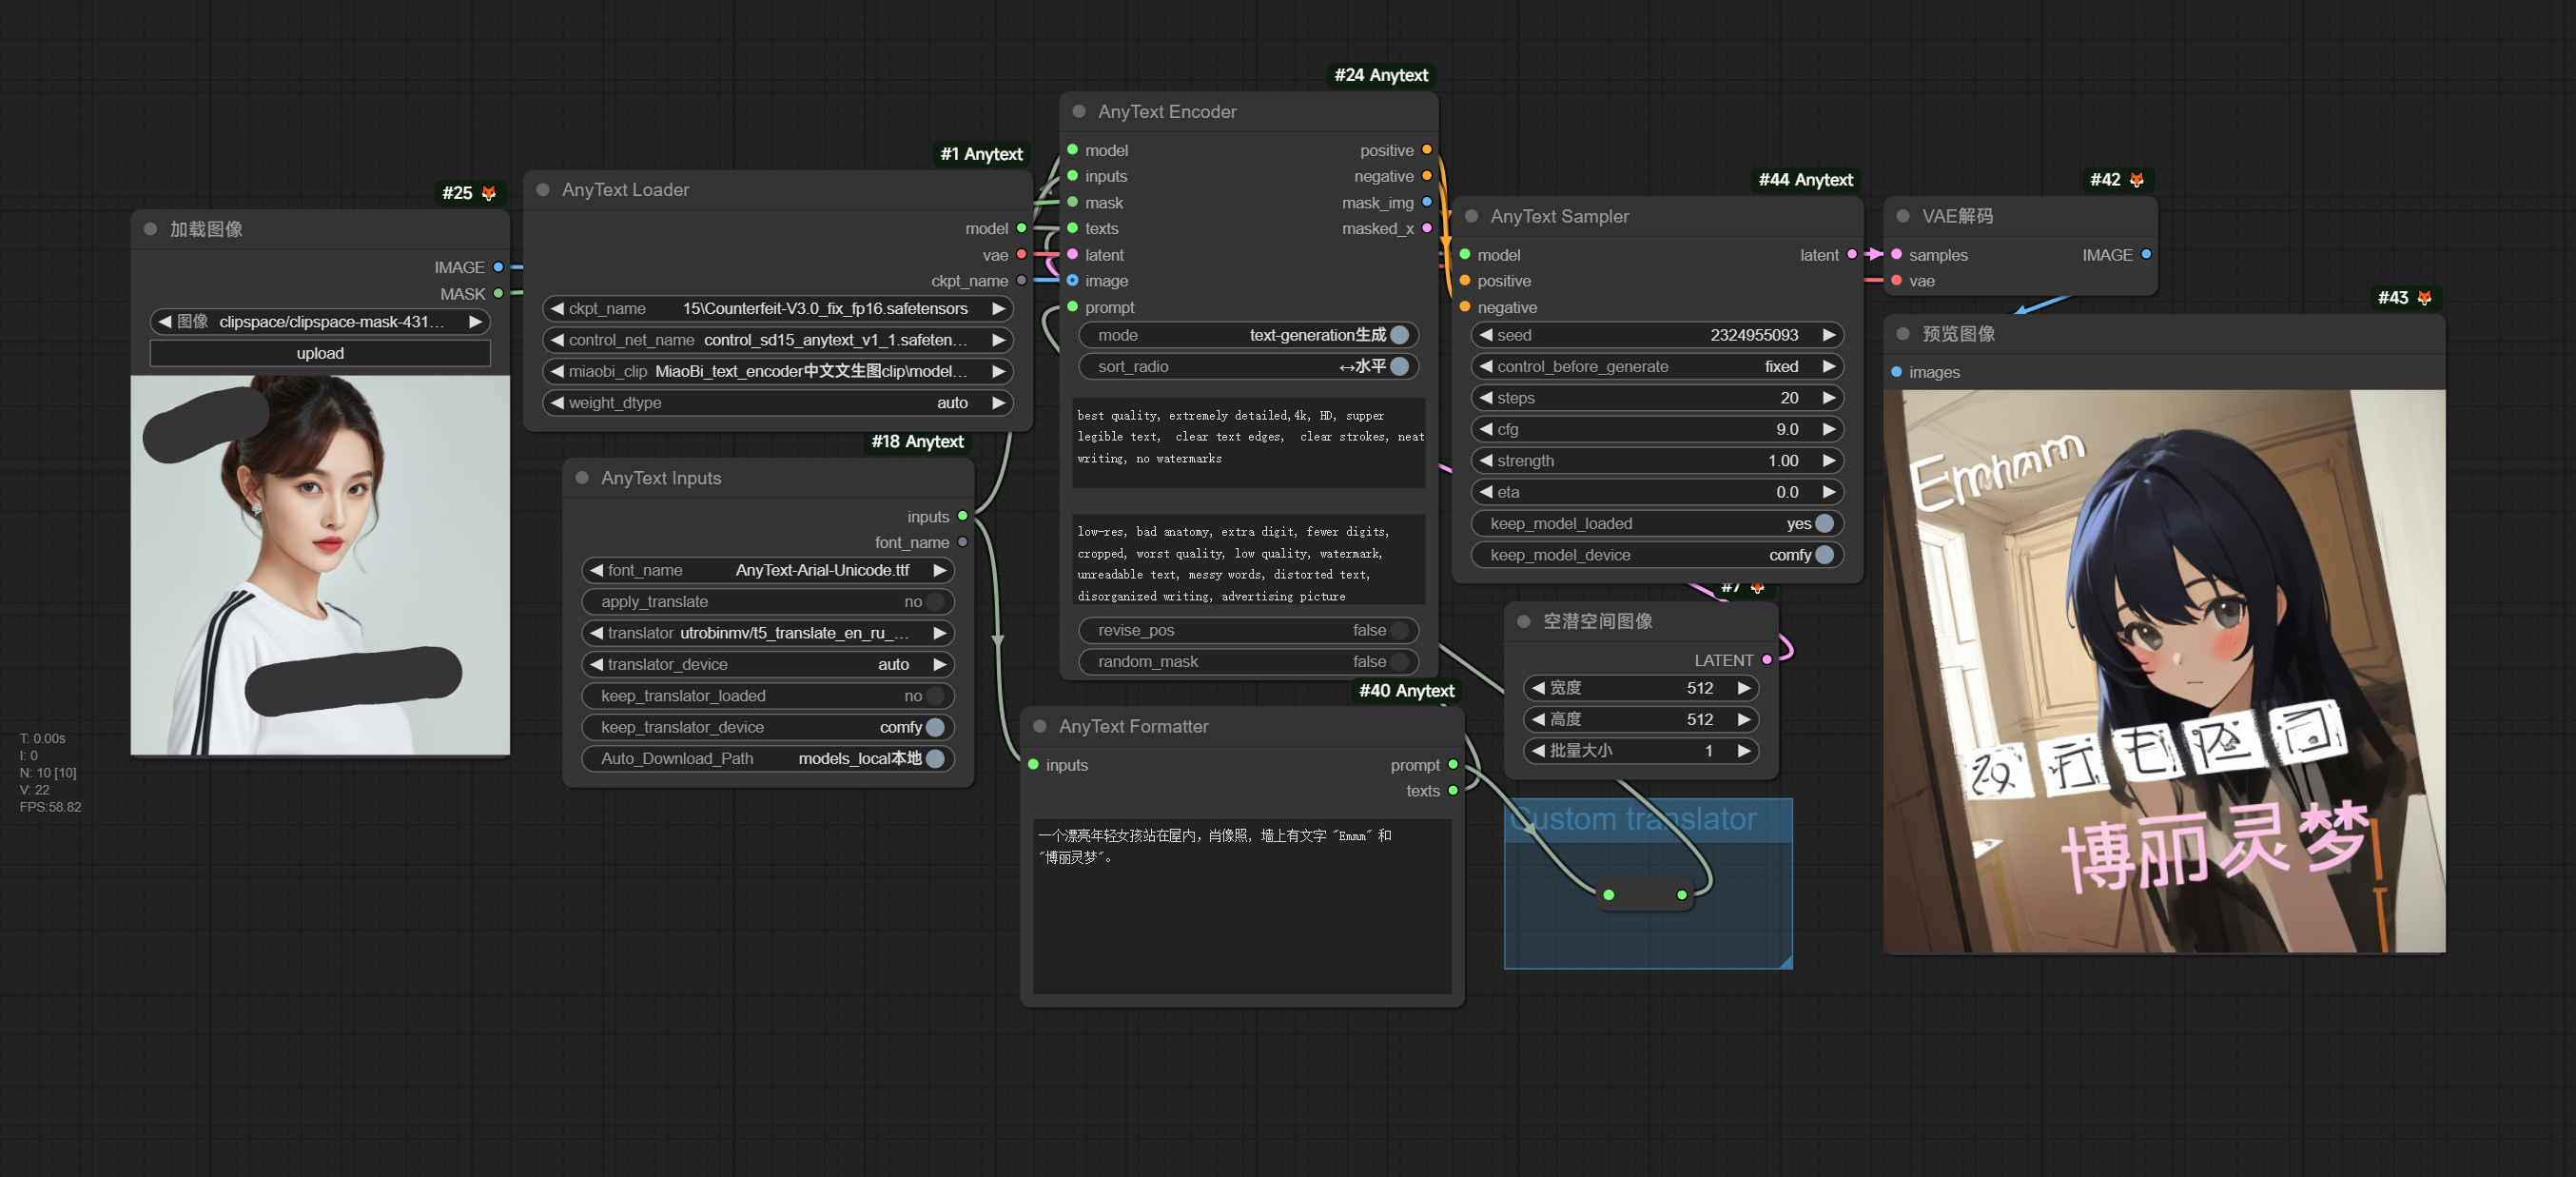 #25
加载图像
IMAGE
MASK
图像 clipspace/clipspace-mask-431...
upload
T: 0.00s
I: 0
N: 10 [10]
V: 22
FPS:58.82
#1 Anytext
AnyText Loader
model
vae
ckpt_name
ckpt_name 15\Counterfeit-V3.0_fix_fp16.safetensors
control_net_name control_sd15_anytext_v1_1.safeten...
miaobi_clip MiaoBi_text_encoder中文文生图clip\model...
weight_dtype auto
#18 Anytext
AnyText Inputs
inputs
font_name
font_name AnyText-Arial-Unicode.ttf
apply_translate no
translator utrobinmv/t5_translate_en_ru_...
translator_device auto
keep_translator_loaded no
keep_translator_device comfy
Auto_Download_Path models_local本地
#24 Anytext
AnyText Encoder
model positive
inputs negative
mask mask_img
texts masked_x
latent
image
prompt
mode text-generation生成
sort_radio ↔水平
best quality, extremely detailed,4k, HD, supper
legible text,  clear text edges,  clear strokes, neat
writing, no watermarks
low-res, bad anatomy, extra digit, fewer digits,
cropped, worst quality, low quality, watermark,
unreadable text, messy words, distorted text,
disorganized writing, advertising picture
revise_pos false
random_mask false
#40 Anytext
AnyText Formatter
inputs prompt
texts
一个漂亮年轻女孩站在屋内，肖像照，墙上有文字 "Emmm" 和
"博丽灵梦"。
#44 Anytext
AnyText Sampler
model latent
positive
negative
seed 2324955093
control_before_generate fixed
steps 20
cfg 9.0
strength 1.00
eta 0.0
keep_model_loaded yes
keep_model_device comfy
#7
空潜空间图像
LATENT
宽度 512
高度 512
批量大小 1
Custom translator
#42
VAE解码
samples IMAGE
vae
#43
预览图像
images
博丽灵梦